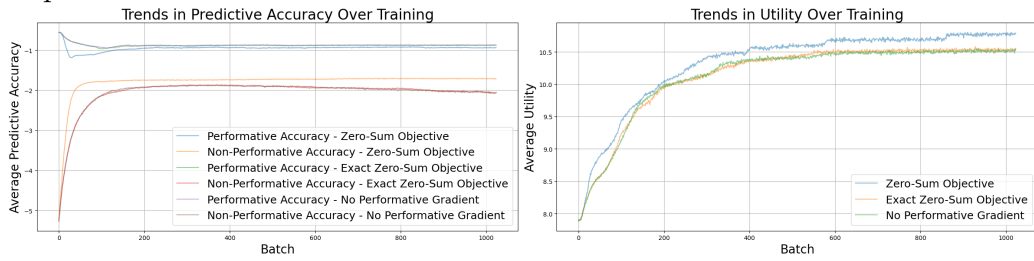 Trends in Predictive Accuracy Over Training
Average Predictive Accuracy
−1
−2
−3
−4
−5
0
200
400
600
800
1000
Batch
Performative Accuracy - Zero-Sum Objective
Non-Performative Accuracy - Zero-Sum Objective
Performative Accuracy - Exact Zero-Sum Objective
Non-Performative Accuracy - Exact Zero-Sum Objective
Performative Accuracy - No Performative Gradient
Non-Performative Accuracy - No Performative Gradient
Trends in Utility Over Training
Average Utility
10.5
10.0
9.5
9.0
8.5
8.0
0
200
400
600
800
1000
Batch
Zero-Sum Objective
Exact Zero-Sum Objective
No Performative Gradient